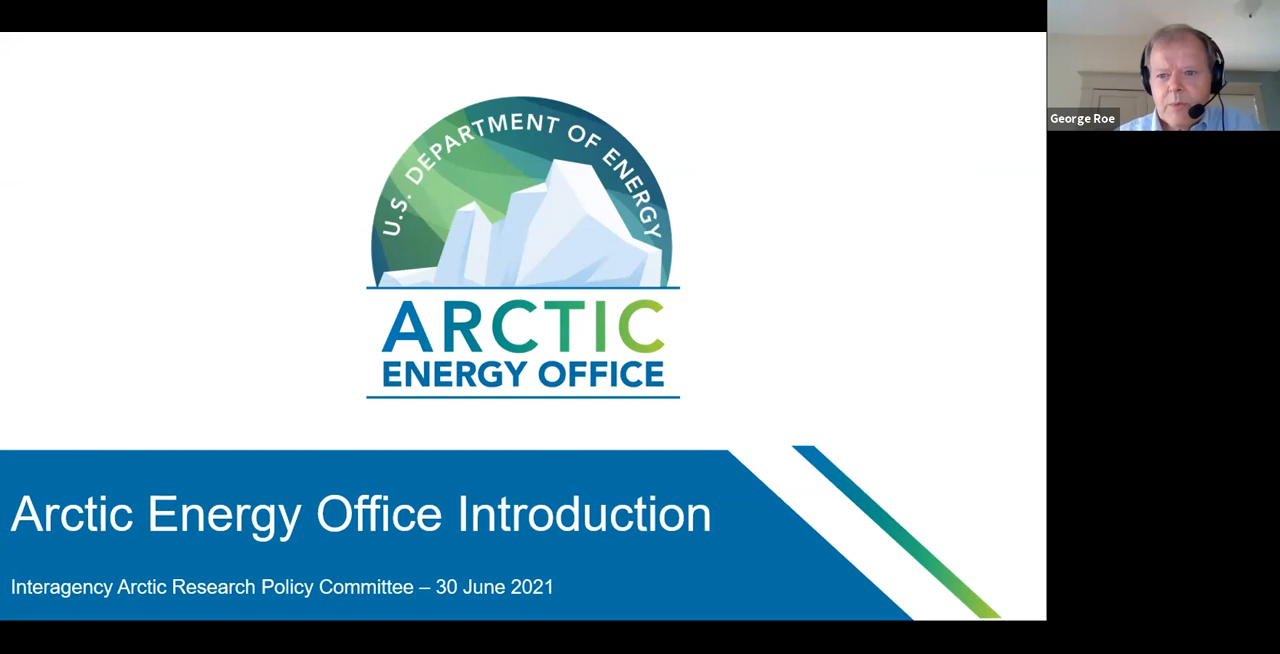 U.S. DEPARTMENT OF ENERGY
ARCTIC
ENERGY OFFICE
Arctic Energy Office Introduction
Interagency Arctic Research Policy Committee – 30 June 2021
George Roe